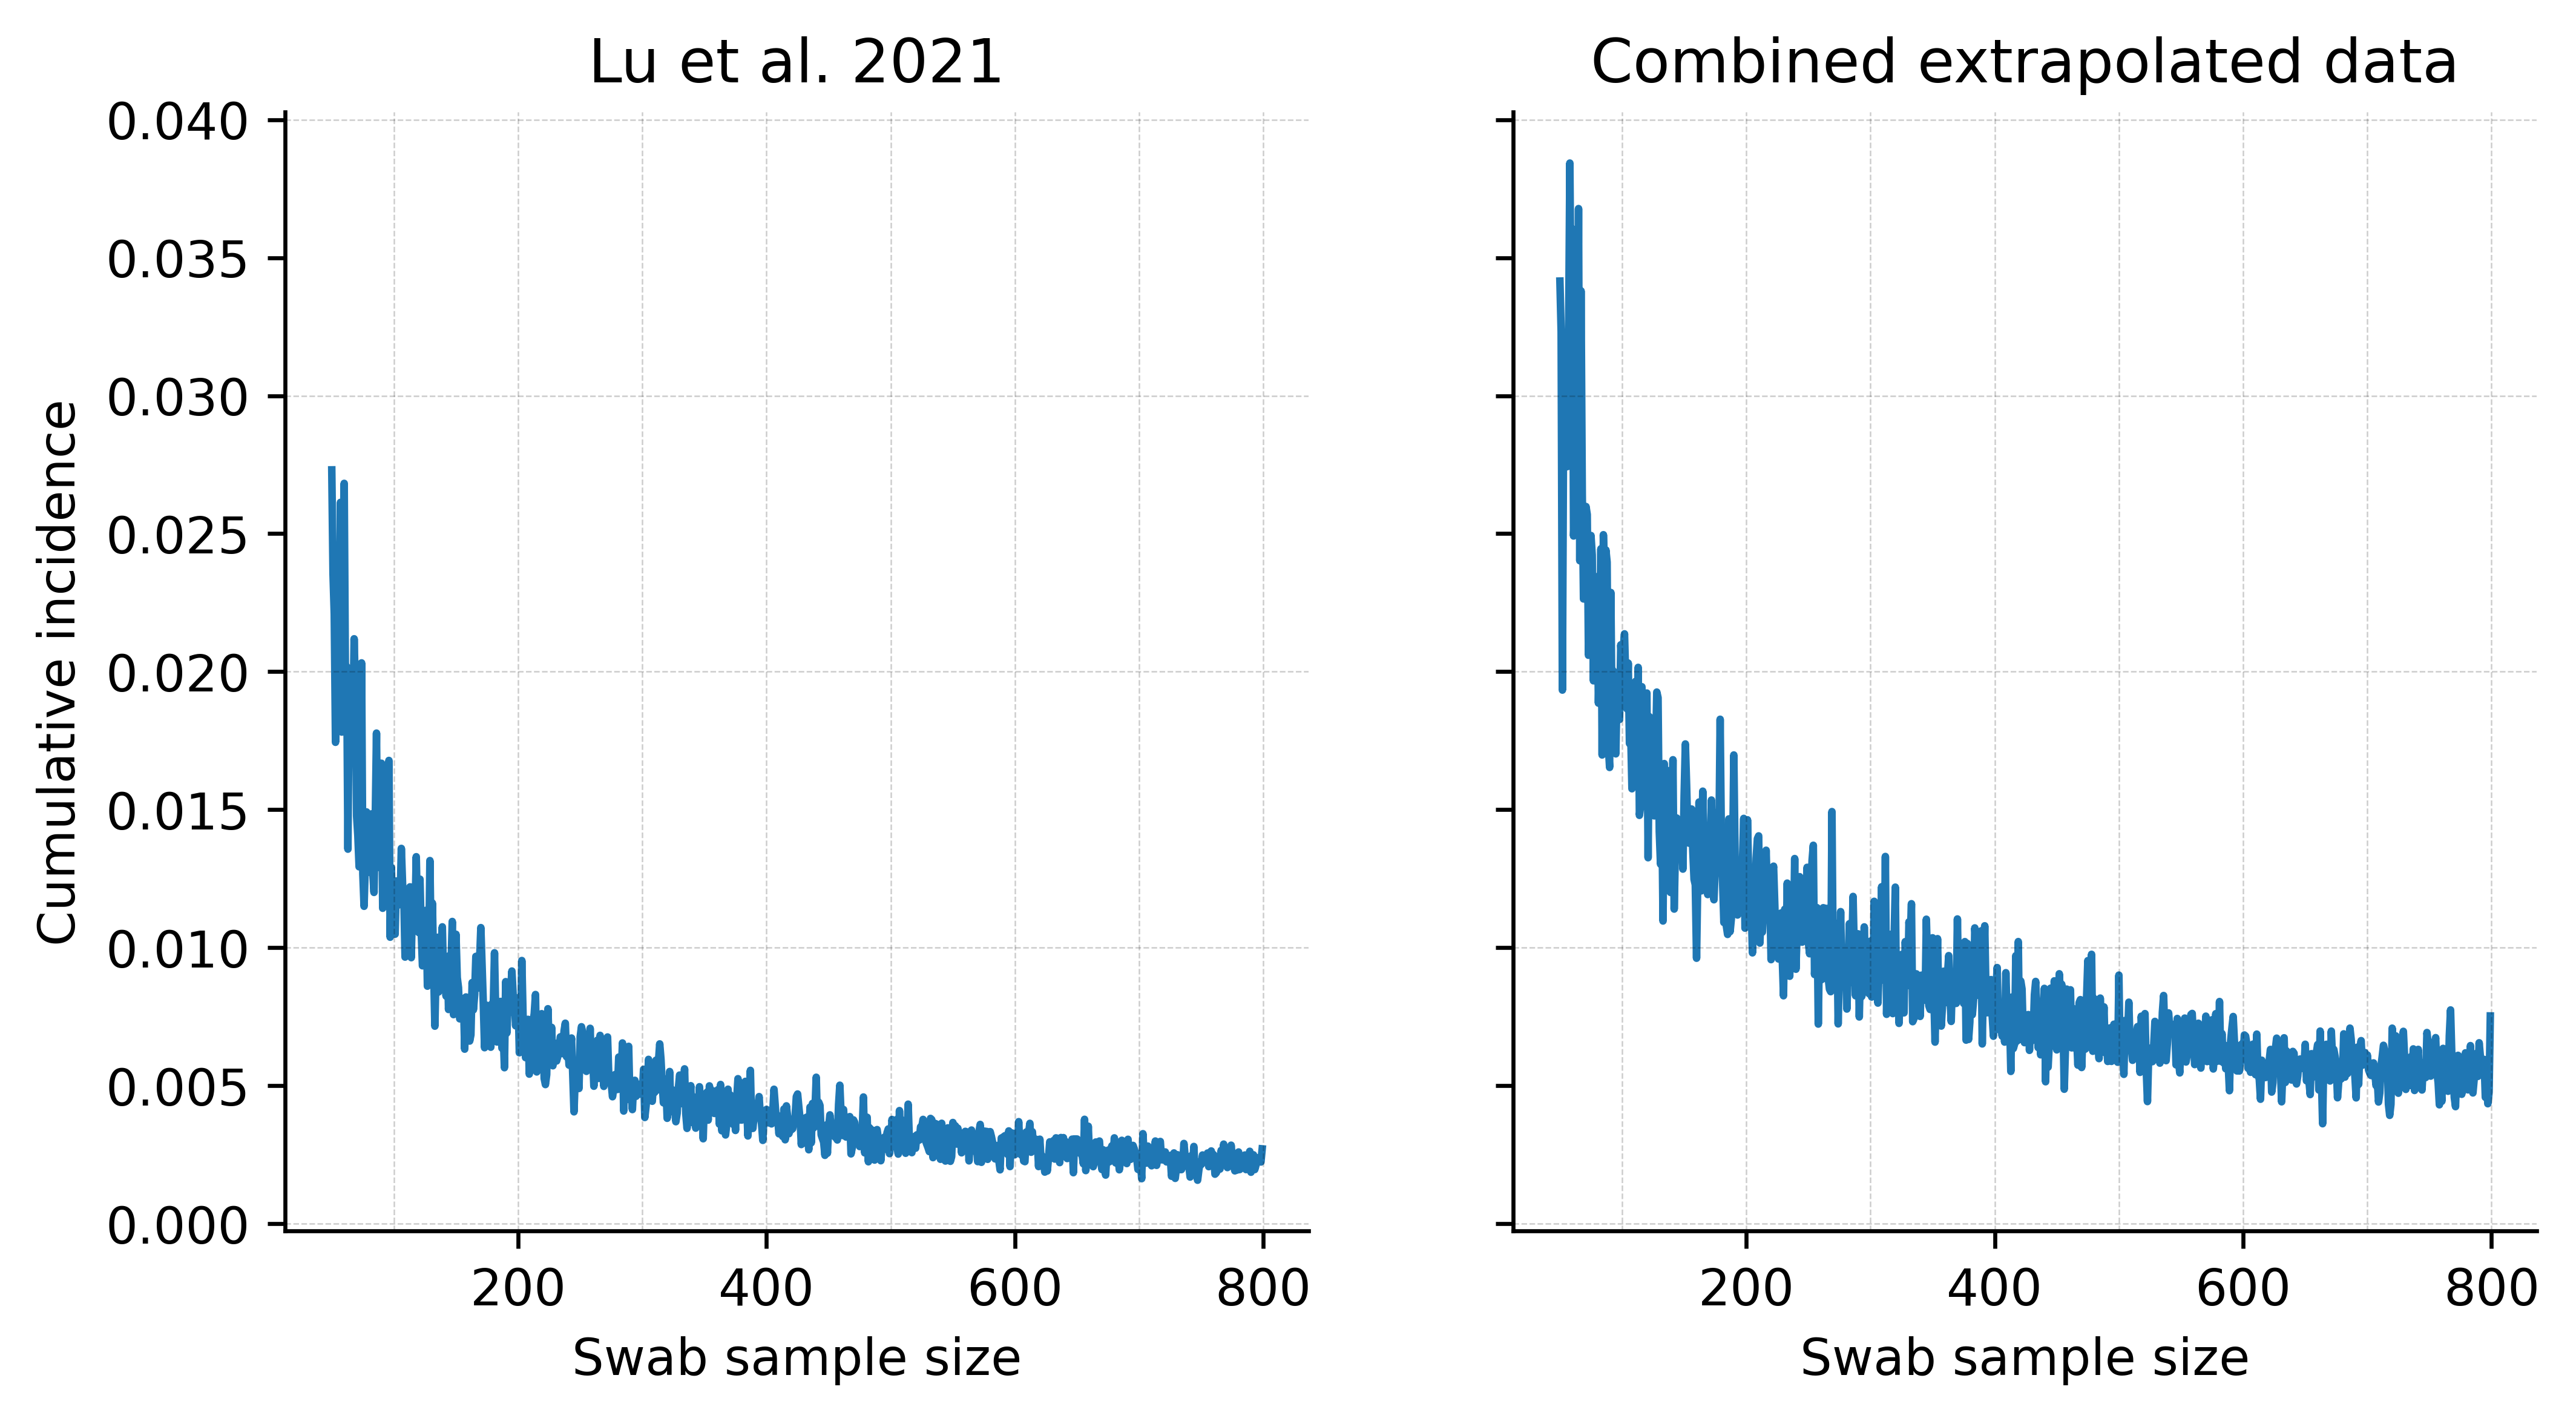 Lu et al. 2021
Combined extrapolated data
Cumulative incidence
0.040
0.035
0.030
0.025
0.020
0.015
0.010
0.005
0.000
200 400 600 800
200 400 600 800
Swab sample size
Swab sample size